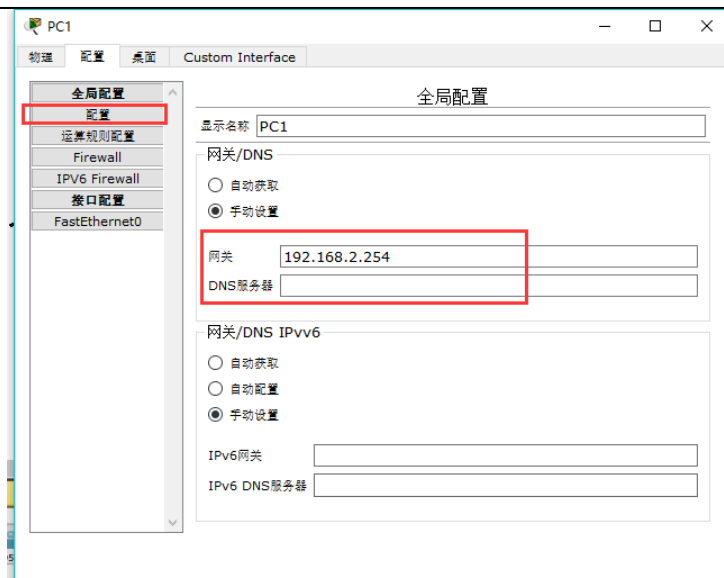 PC1
物理 配置 桌面 Custom Interface
全局配置
配置
运算规则配置
Firewall
IPV6 Firewall
接口配置
FastEthernet0
全局配置
显示名称 PC1
网关/DNS
自动获取
手动设置
网关 192.168.2.254
DNS服务器
网关/DNS IPvv6
自动获取
自动配置
手动设置
IPv6网关
IPv6 DNS服务器